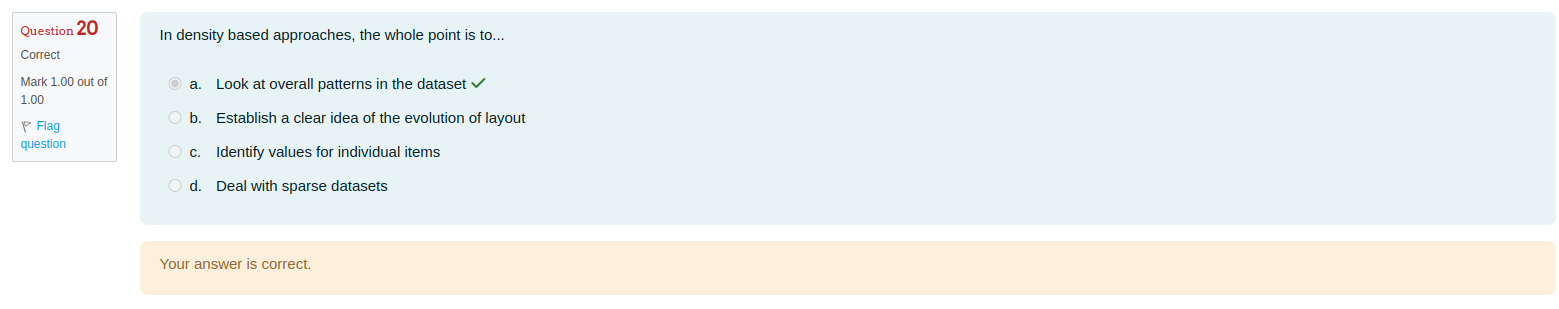 Question 20
Correct
Mark 1.00 out of
1.00
Flag
question
In density based approaches, the whole point is to...
a. Look at overall patterns in the dataset
b. Establish a clear idea of the evolution of layout
c. Identify values for individual items
d. Deal with sparse datasets
Your answer is correct.